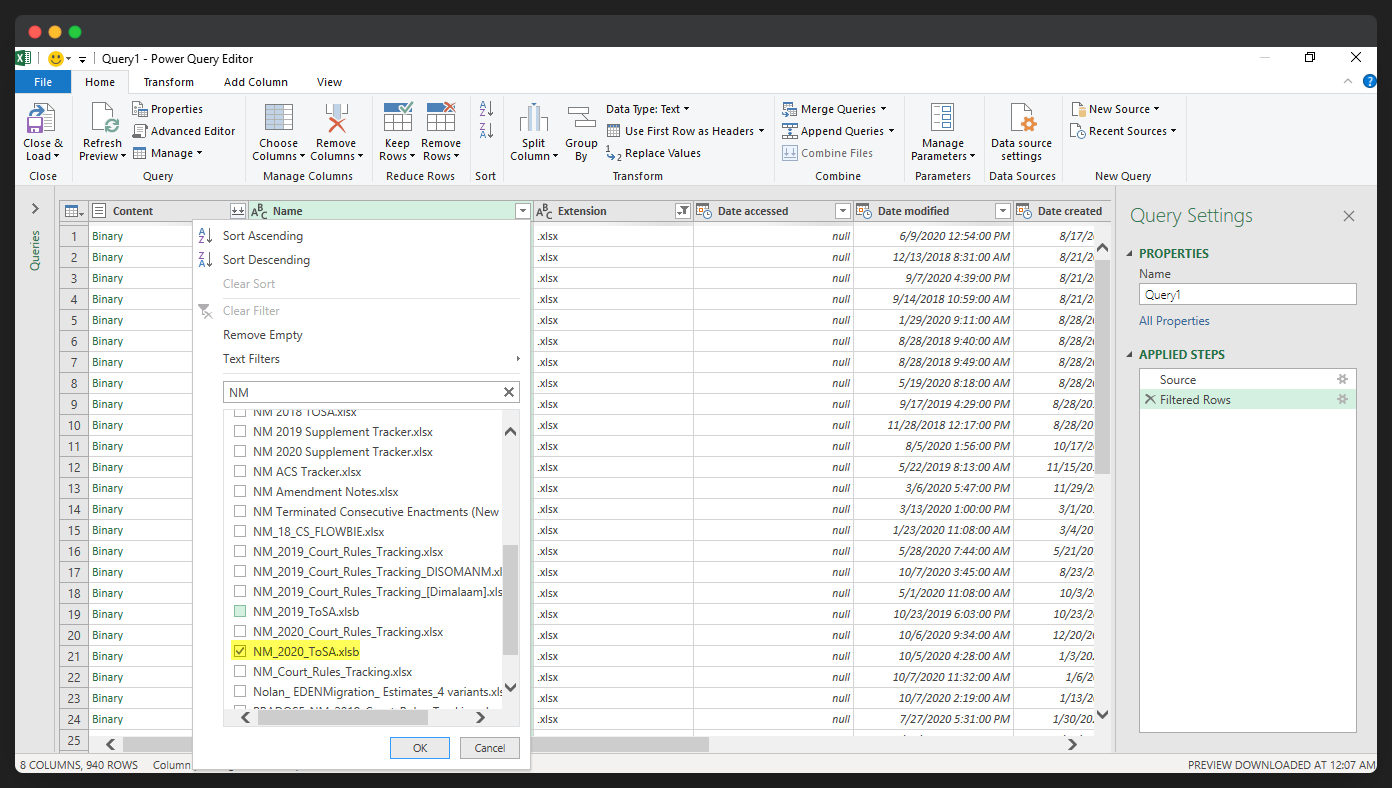 Query1 - Power Query Editor
File Home Transform Add Column View
Close & Load
Refresh Preview
Properties
Advanced Editor
Manage
Choose Columns
Remove Columns
Keep Rows
Remove Rows
Split Column
Group By
Data Type: Text
Use First Row as Headers
Replace Values
Merge Queries
Append Queries
Combine Files
Manage Parameters
Data source settings
New Source
Recent Sources
Close Query Manage Columns Reduce Rows Sort Transform Combine Parameters Data Sources New Query
Queries
Content Name Extension Date accessed Date modified Date created
1 Binary .xlsx null 6/9/2020 12:54:00 PM 8/17/2
2 Binary .xlsx null 12/13/2018 8:31:00 AM 8/21/2
3 Binary .xlsx null 9/7/2020 4:39:00 PM 8/21/2
4 Binary .xlsx null 9/14/2018 10:59:00 AM 8/21/2
5 Binary .xlsx null 1/29/2020 9:11:00 AM 8/28/2
6 Binary .xlsx null 8/28/2018 9:40:00 AM 8/28/2
7 Binary .xlsx null 8/28/2018 9:49:00 AM 8/28/2
8 Binary .xlsx null 5/19/2020 8:18:00 AM 8/28/2
9 Binary .xlsx null 9/17/2019 4:29:00 PM 8/28/20
10 Binary .xlsx null 11/28/2018 12:17:00 PM 8/28/20
11 Binary .xlsx null 8/5/2020 1:56:00 PM 10/17/2
12 Binary .xlsx null 5/22/2019 8:13:00 AM 11/15/20
13 Binary .xlsx null 3/6/2020 5:47:00 PM 11/29/2
14 Binary .xlsx null 3/13/2020 1:00:00 PM 3/1/20
15 Binary .xlsx null 1/23/2020 11:08:00 AM 3/4/20
16 Binary .xlsx null 5/28/2020 7:44:00 AM 5/21/20
17 Binary .xlsx null 10/7/2020 3:45:00 AM 8/23/2
18 Binary .xlsx null 5/1/2020 11:08:00 AM 10/3/20
19 Binary .xlsx null 10/23/2019 6:03:00 PM 10/23/2
20 Binary .xlsx null 10/6/2020 9:34:00 AM 12/20/20
21 Binary .xlsx null 10/5/2020 4:28:00 AM 1/3/20
22 Binary .xlsx null 10/7/2020 11:32:00 AM 1/6/2
23 Binary .xlsx null 10/7/2020 2:19:00 AM 1/13/2
24 Binary .xlsx null 7/27/2020 5:31:00 PM 1/30/20
25
Sort Ascending
Sort Descending
Clear Sort
Clear Filter
Remove Empty
Text Filters
NM
NM 2018 TOSA.xlsx
NM 2019 Supplement Tracker.xlsx
NM 2020 Supplement Tracker.xlsx
NM ACS Tracker.xlsx
NM Amendment Notes.xlsx
NM Terminated Consecutive Enactments (New
NM_18_CS_FLOWBIE.xlsx
NM_2019_Court_Rules_Tracking.xlsx
NM_2019_Court_Rules_Tracking_DISOMANM.xl
NM_2019_Court_Rules_Tracking_[Dimalaam].xls
NM_2019_ToSA.xlsb
NM_2020_Court_Rules_Tracking.xlsx
NM_2020_ToSA.xlsb
NM_Court_Rules_Tracking.xlsx
Nolan_ EDENMigration_ Estimates_4 variants.xls
OK Cancel
Query Settings
PROPERTIES
Name
Query1
All Properties
APPLIED STEPS
Source
Filtered Rows
8 COLUMNS, 940 ROWS Column
PREVIEW DOWNLOADED AT 12:07 AM